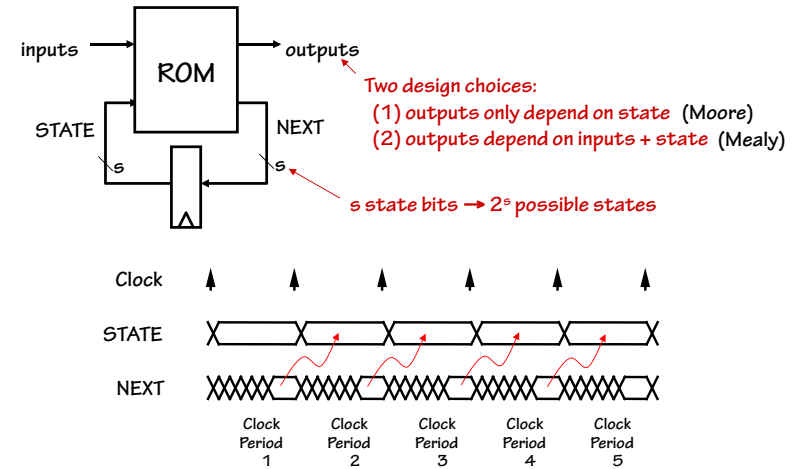 inputs
ROM
outputs
Two design choices:
(1) outputs only depend on state (Moore)
(2) outputs depend on inputs + state (Mealy)
STATE
NEXT
s
s
s state bits → 2ˢ possible states
Clock
STATE
NEXT
Clock
Period
1
Clock
Period
2
Clock
Period
3
Clock
Period
4
Clock
Period
5